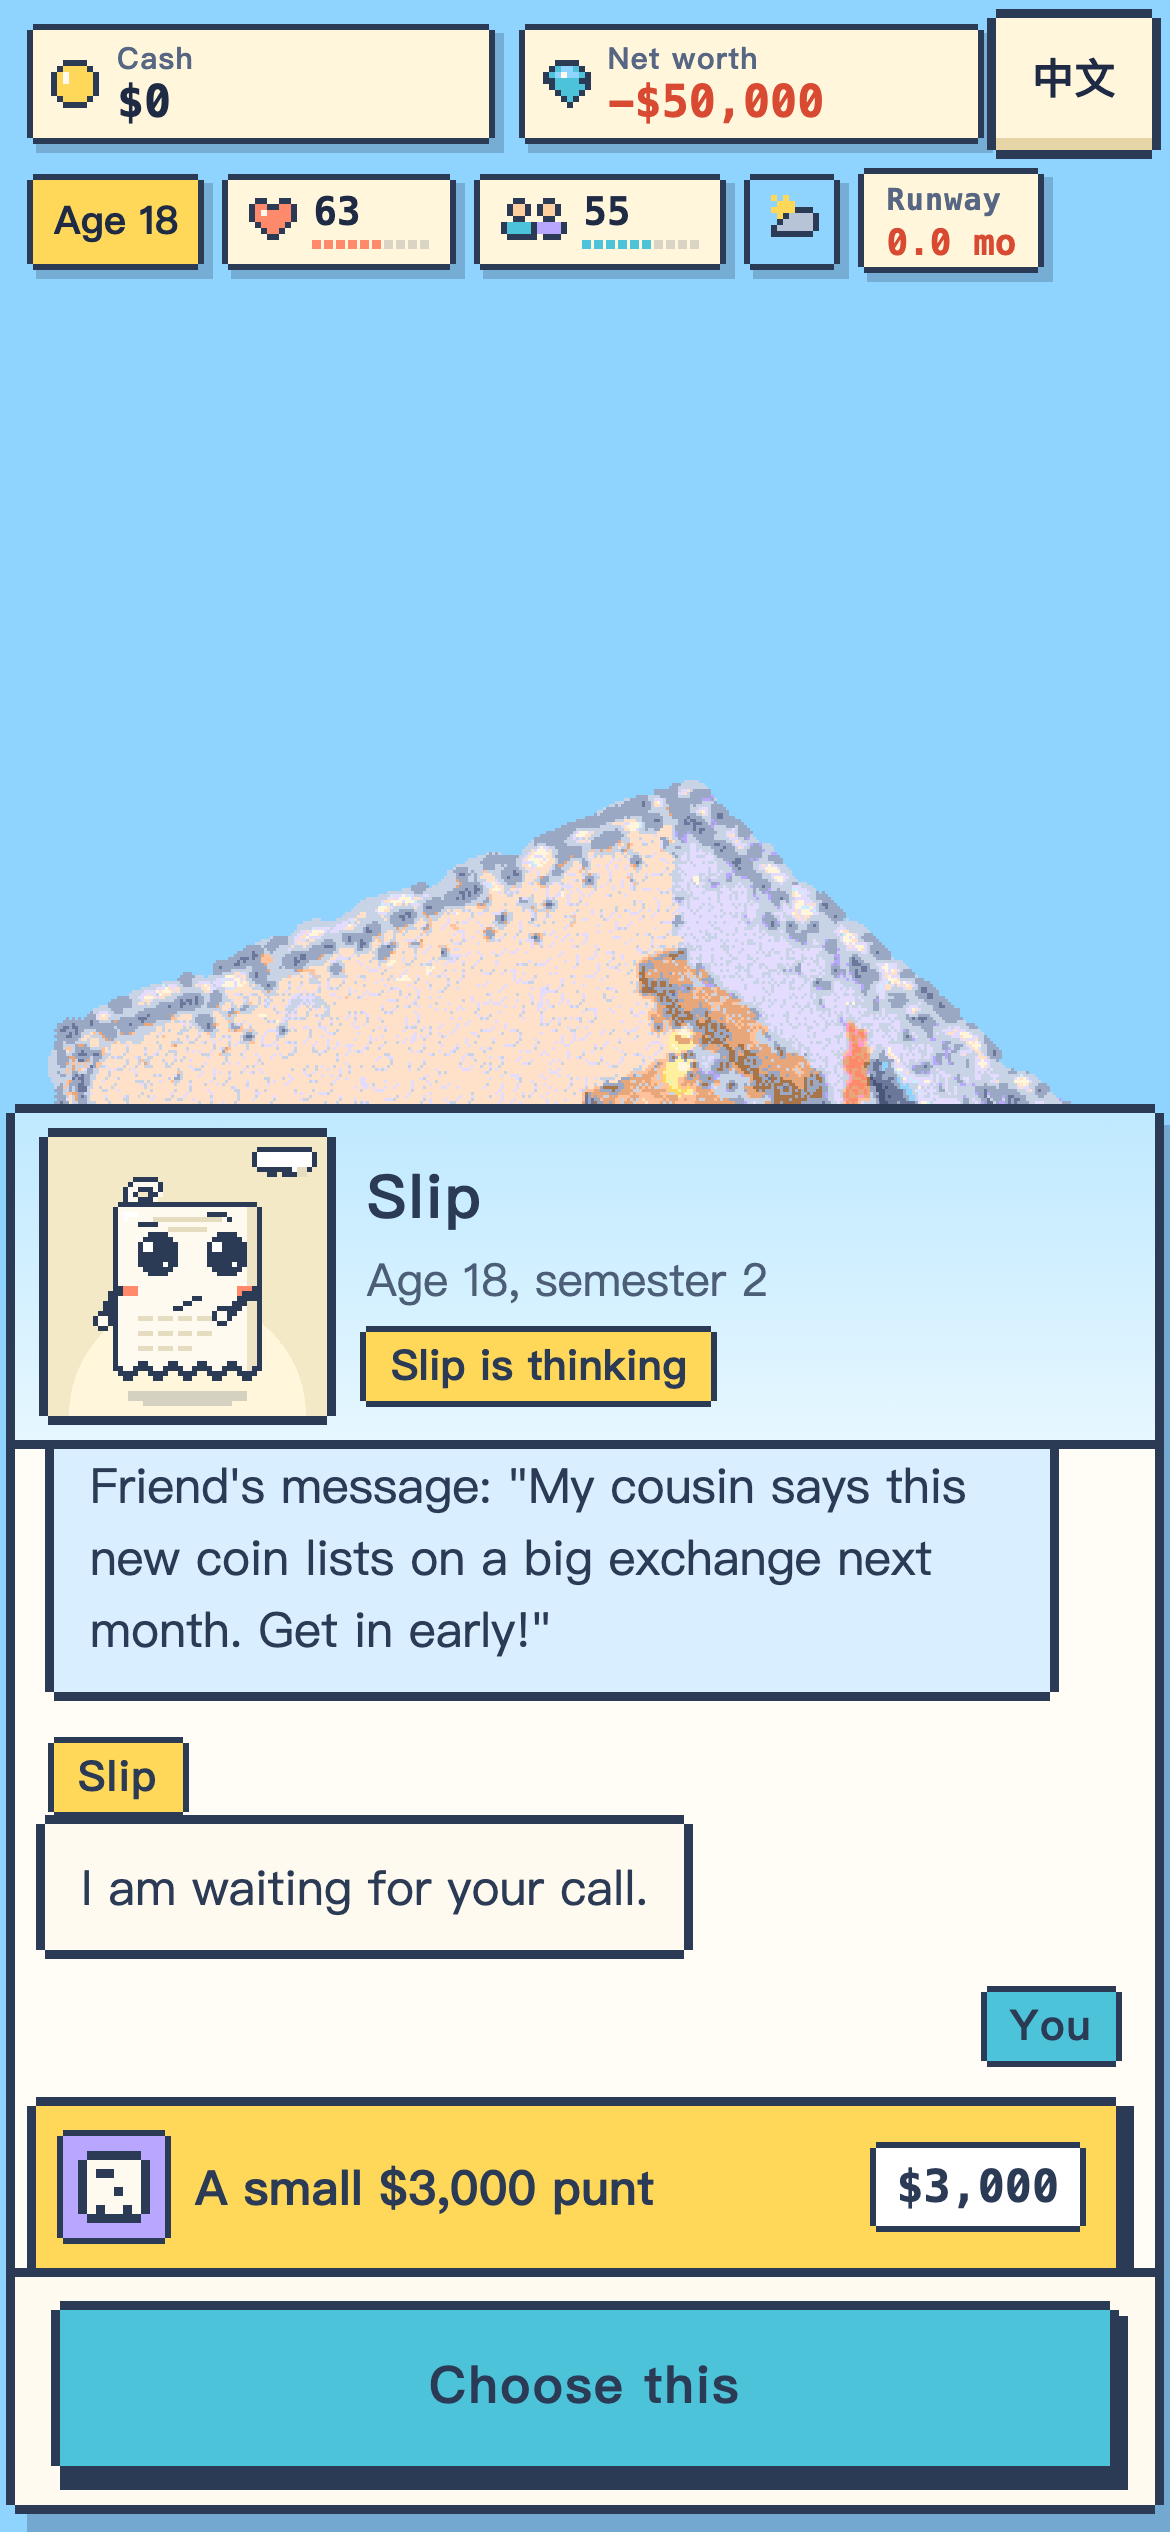 Cash
$0
Net worth
−$50,000
中文
Age 18
63
55
Runway
0.0 mo
Slip
Age 18, semester 2
Slip is thinking
Friend's message: "My cousin says this
new coin lists on a big exchange next
month. Get in early!"
Slip
I am waiting for your call.
You
A small $3,000 punt
$3,000
Choose this